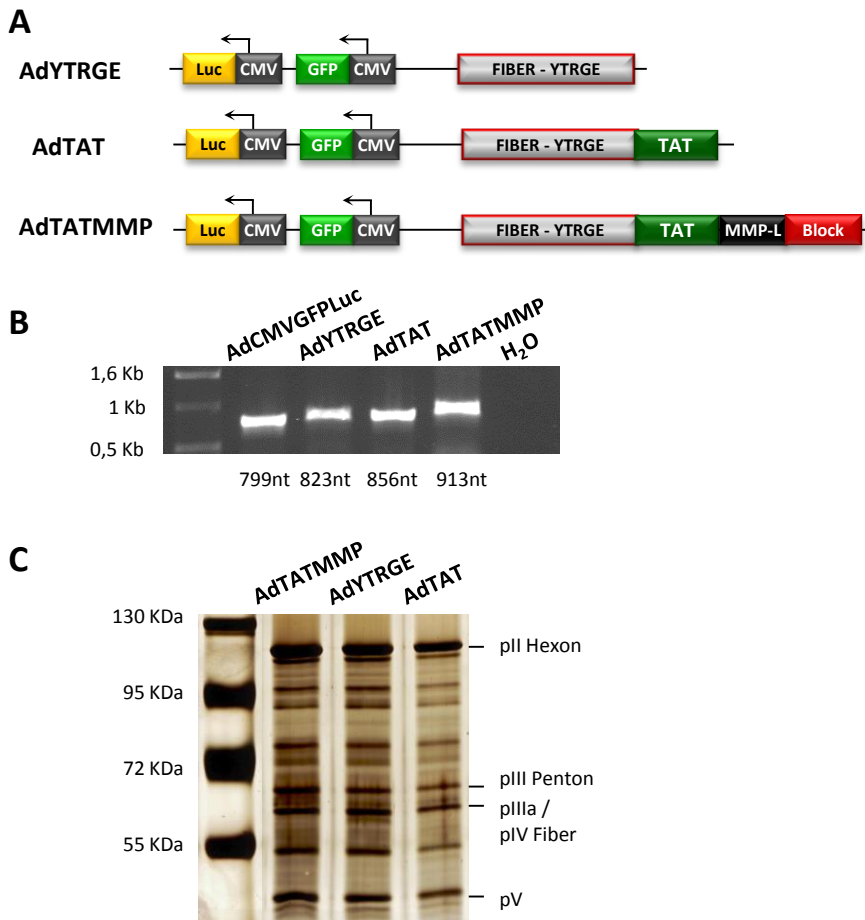 A
AdYTRGE
Luc CMV GFP CMV FIBER - YTRGE
AdTAT
Luc CMV GFP CMV FIBER - YTRGE TAT
AdTATMMP
Luc CMV GFP CMV FIBER - YTRGE TAT MMP-L Block
B
AdCMVGFPLuc AdYTRGE AdTAT AdTATMMP H₂O
1,6 Kb
1 Kb
0,5 Kb
799nt 823nt 856nt 913nt
C
AdTATMMP AdYTRGE AdTAT
130 KDa
pII Hexon
95 KDa
72 KDa
pIII Penton
pIIIa /
pIV Fiber
55 KDa
pV